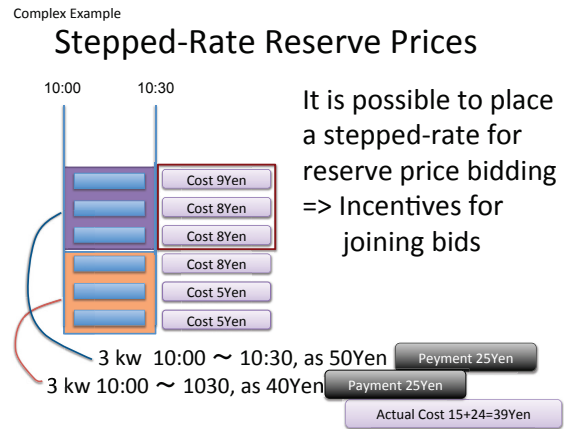 Complex Example
Stepped-Rate Reserve Prices
10:00 10:30
It is possible to place
a stepped-rate for
reserve price bidding
=> Incentives for
joining bids
Cost 9Yen
Cost 8Yen
Cost 8Yen
Cost 8Yen
Cost 5Yen
Cost 5Yen
3 kw 10:00 ～ 10:30, as 50Yen Peyment 25Yen
3 kw 10:00 ～ 1030, as 40Yen Payment 25Yen
Actual Cost 15+24=39Yen